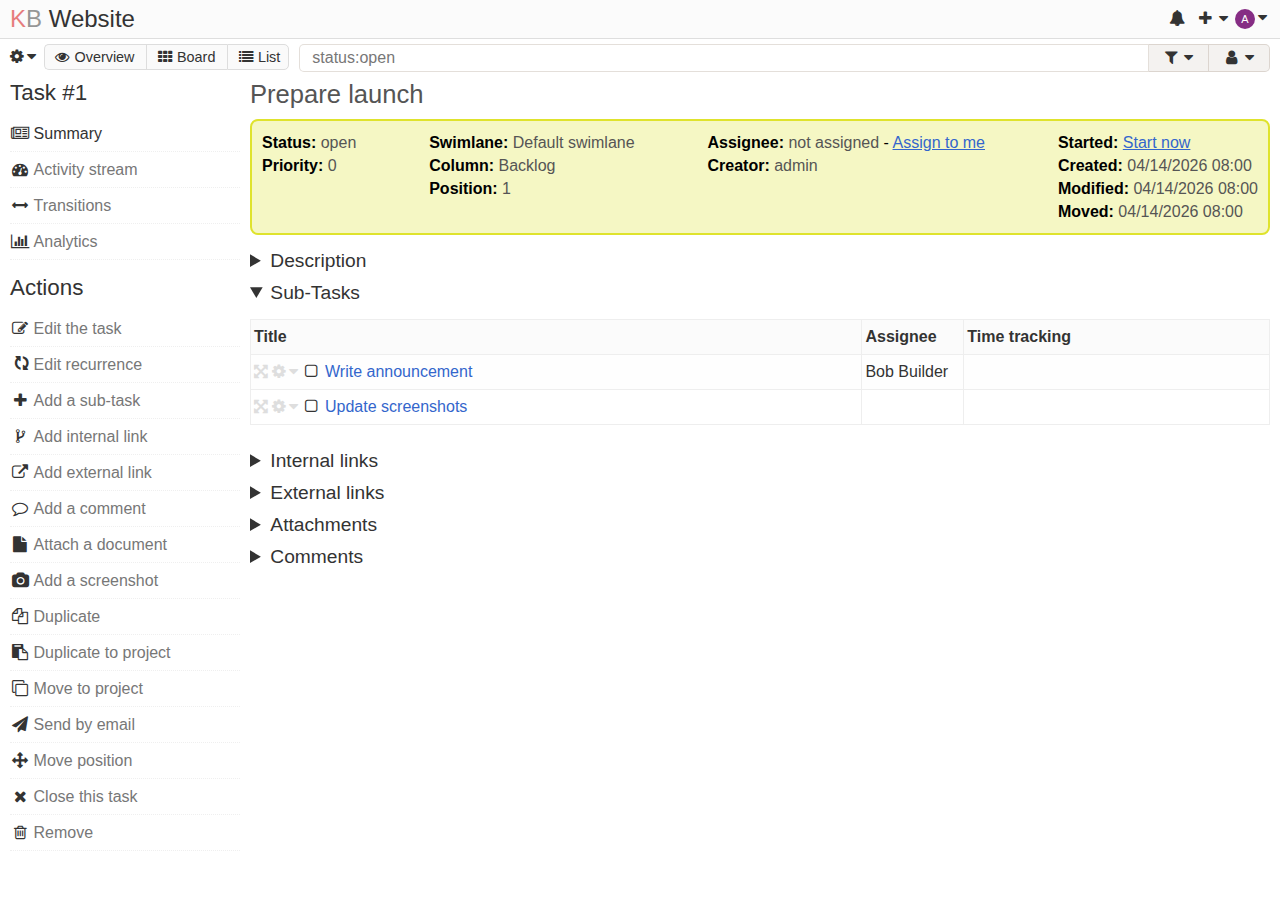 KB Website
A
Overview Board List status:open
Task #1
Summary
Activity stream
Transitions
Analytics
Actions
Edit the task
Edit recurrence
Add a sub-task
Add internal link
Add external link
Add a comment
Attach a document
Add a screenshot
Duplicate
Duplicate to project
Move to project
Send by email
Move position
Close this task
Remove
Prepare launch
Status: open
Priority: 0
Swimlane: Default swimlane
Column: Backlog
Position: 1
Assignee: not assigned - Assign to me
Creator: admin
Started: Start now
Created: 04/14/2026 08:00
Modified: 04/14/2026 08:00
Moved: 04/14/2026 08:00
Description
Sub-Tasks
Title Assignee Time tracking
Write announcement Bob Builder
Update screenshots
Internal links
External links
Attachments
Comments